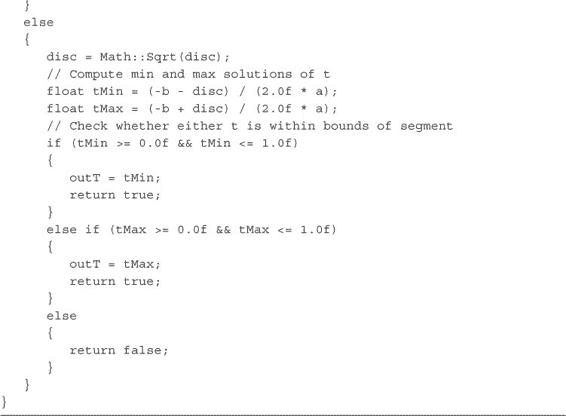 }
   else
   {
      disc = Math::Sqrt(disc);
      // Compute min and max solutions of t
      float tMin = (-b - disc) / (2.0f * a);
      float tMax = (-b + disc) / (2.0f * a);
      // Check whether either t is within bounds of segment
      if (tMin >= 0.0f && tMin <= 1.0f)
      {
         outT = tMin;
         return true;
      }
      else if (tMax >= 0.0f && tMax <= 1.0f)
      {
         outT = tMax;
         return true;
      }
      else
      {
         return false;
      }
   }
}